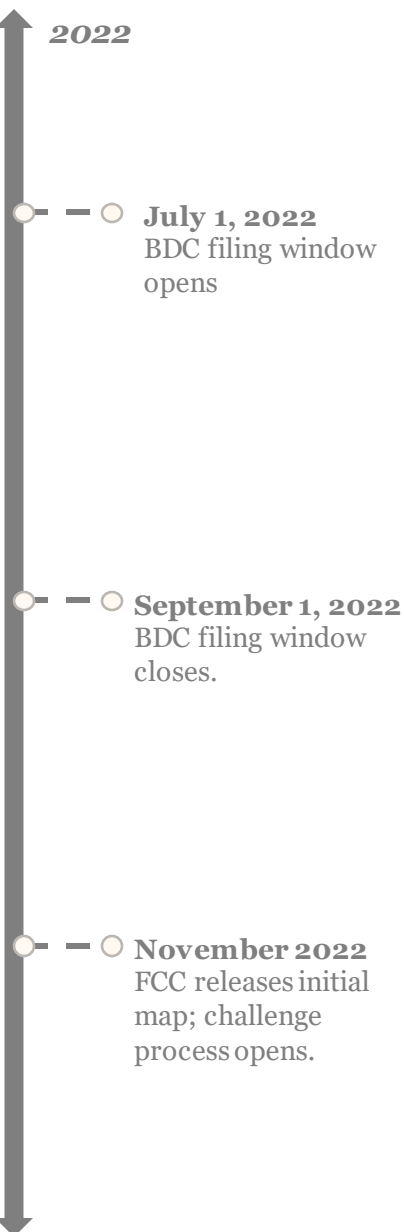 2022
July 1, 2022
BDC filing window
opens
September 1, 2022
BDC filing window
closes.
November 2022
FCC releases initial
map; challenge
process opens.